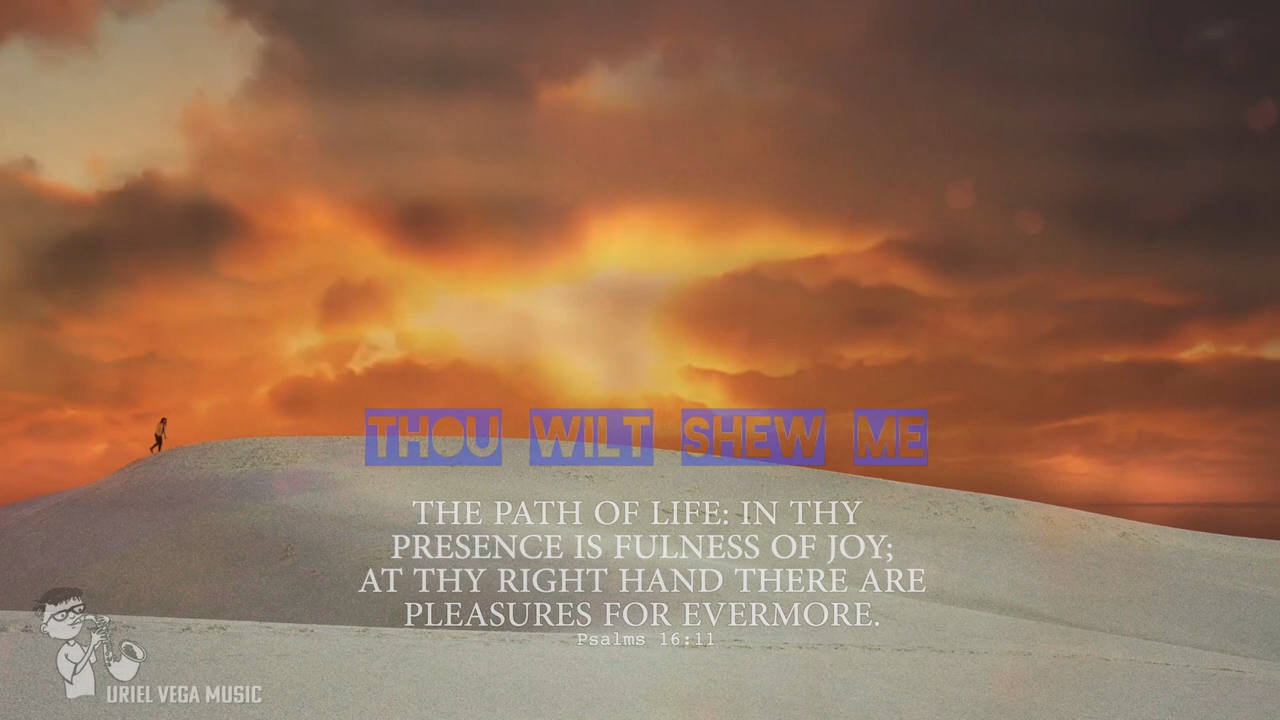 THOU WILT SHEW ME
THE PATH OF LIFE: IN THY
PRESENCE IS FULNESS OF JOY;
AT THY RIGHT HAND THERE ARE
PLEASURES FOR EVERMORE.
Psalms 16:11
URIEL VEGA MUSIC